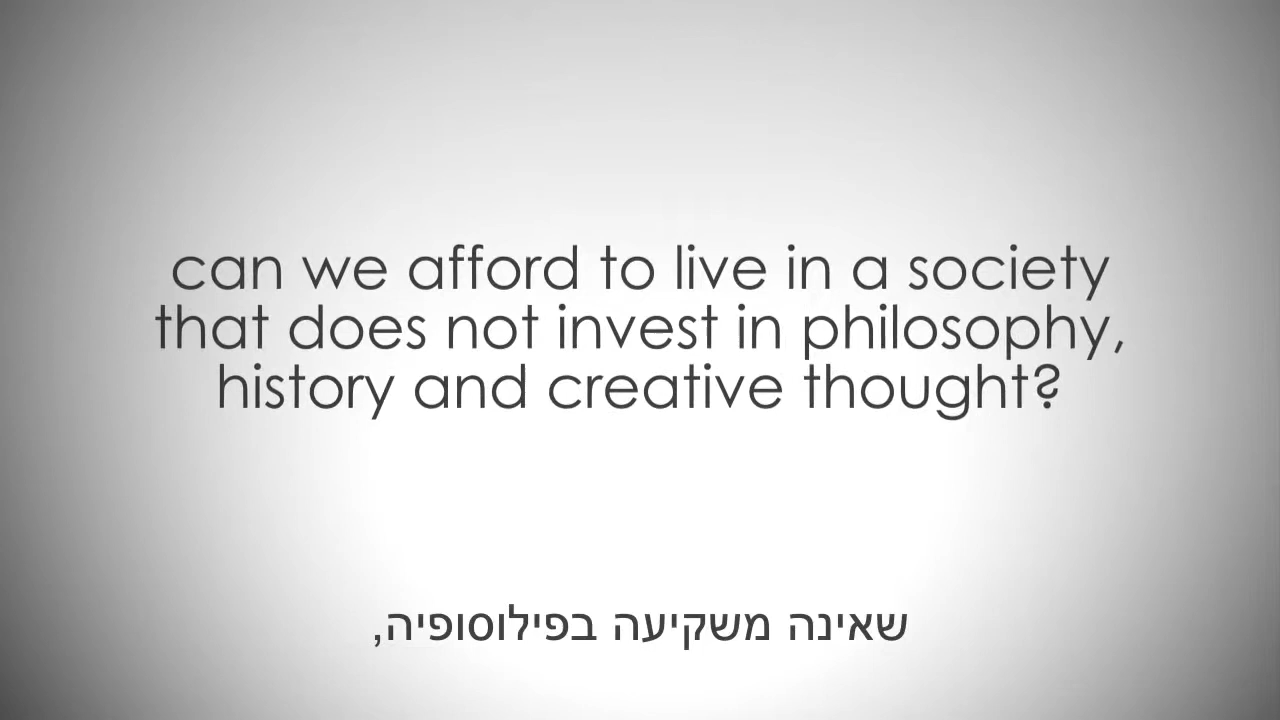 can we afford to live in a society
that does not invest in philosophy,
history and creative thought?
שאינה משקיעה בפילוסופיה,